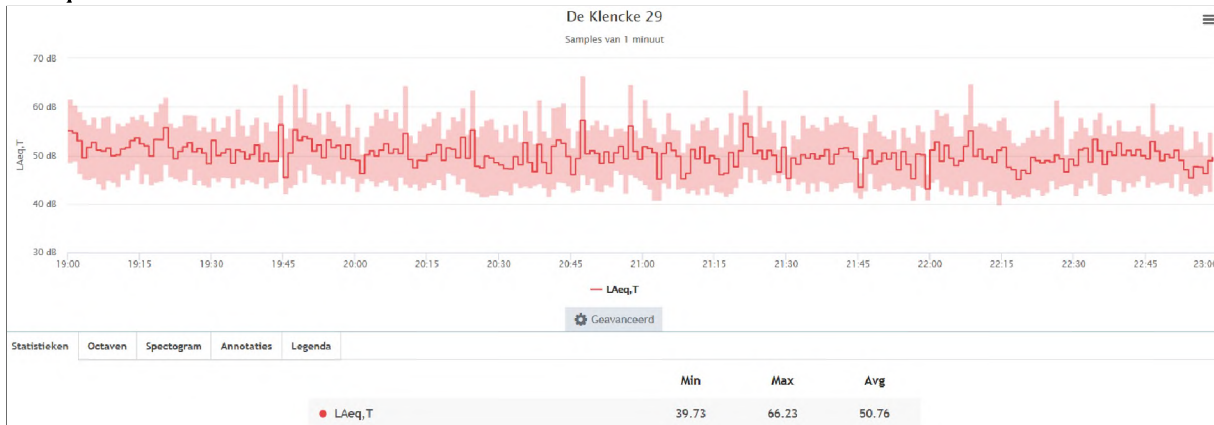 De Klencke 29
Samples van 1 minuut
70 dB
60 dB
50 dB
40 dB
30 dB
LAeq,T
19:00 19:15 19:30 19:45 20:00 20:15 20:30 20:45 21:00 21:15 21:30 21:45 22:00 22:15 22:30 22:45 23:0
LAeq,T
Geavanceerd
Statistieken Octaven Spectogram Annotaties Legenda
Min Max Avg
LAeq,T 39.73 66.23 50.76